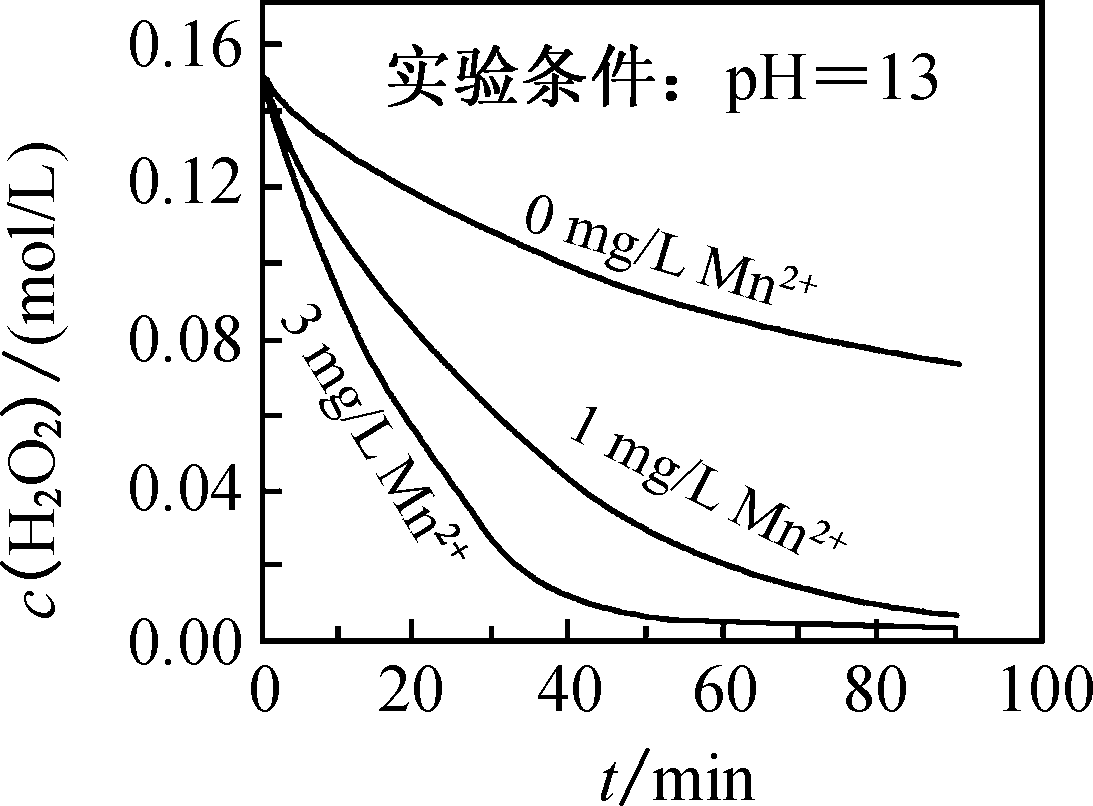 实验条件：pH＝13
c(H₂O₂)/(mol/L)
0.16
0.12
0.08
0.04
0.00
0 mg/L Mn²⁺
1 mg/L Mn²⁺
3 mg/L Mn²⁺
0 20 40 60 80 100
t/min